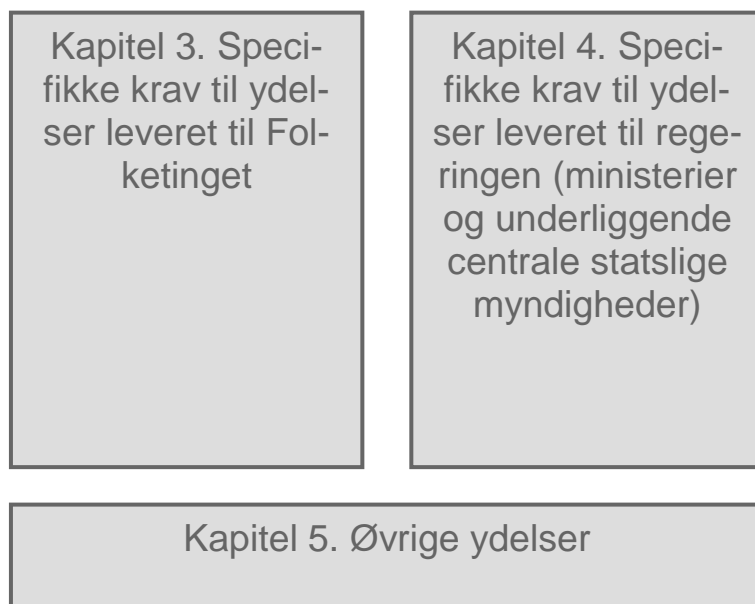 Kapitel 3. Speci-
fikke krav til ydel-
ser leveret til Fol-
ketinget
Kapitel 4. Speci-
fikke krav til ydel-
ser leveret til rege-
ringen (ministerier
og underliggende
centrale statslige
myndigheder)
Kapitel 5. Øvrige ydelser